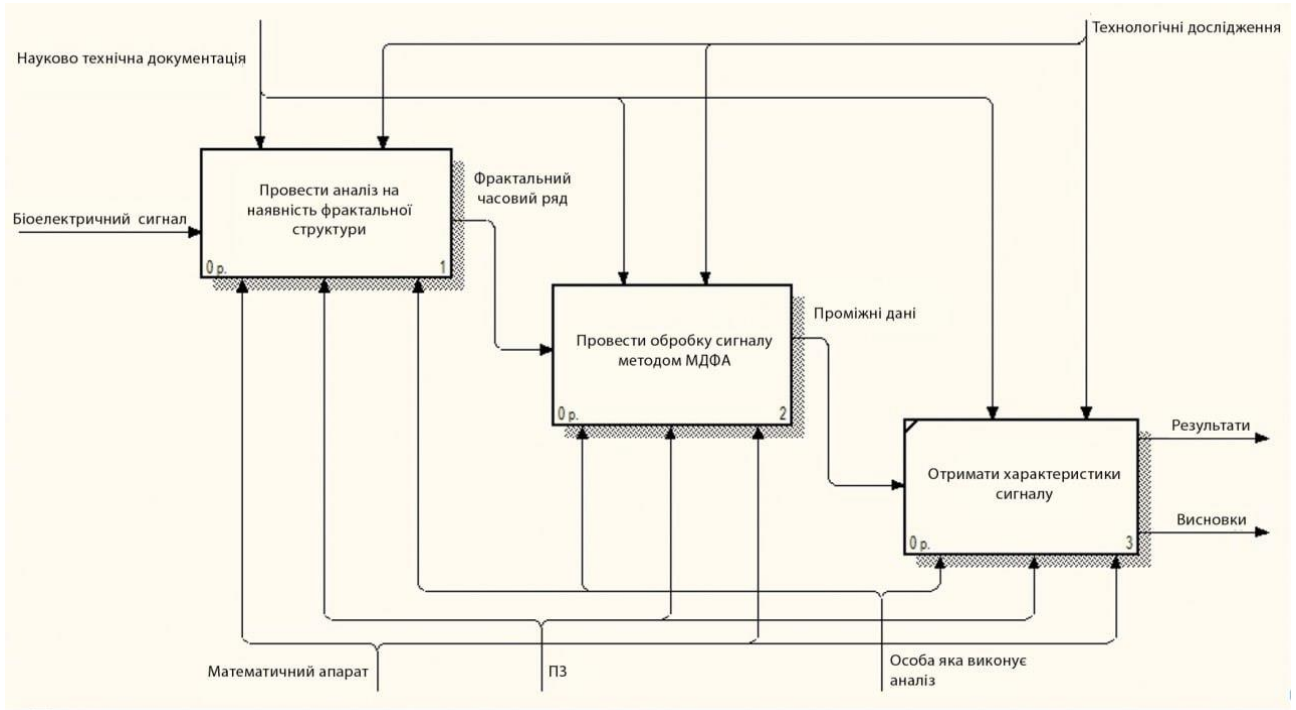 Технологічні дослідження
Науково технічна документація
Провести аналіз на
наявність фрактальної
структури
0 р.
1
Фрактальний
часовий ряд
Біоелектричний сигнал
Провести обробку сигналу
методом МДФА
0 р.
2
Проміжні дані
Отримати характеристики
сигналу
0 р.
3
Результати
Висновки
Математичний апарат
ПЗ
Особа яка виконує
аналіз